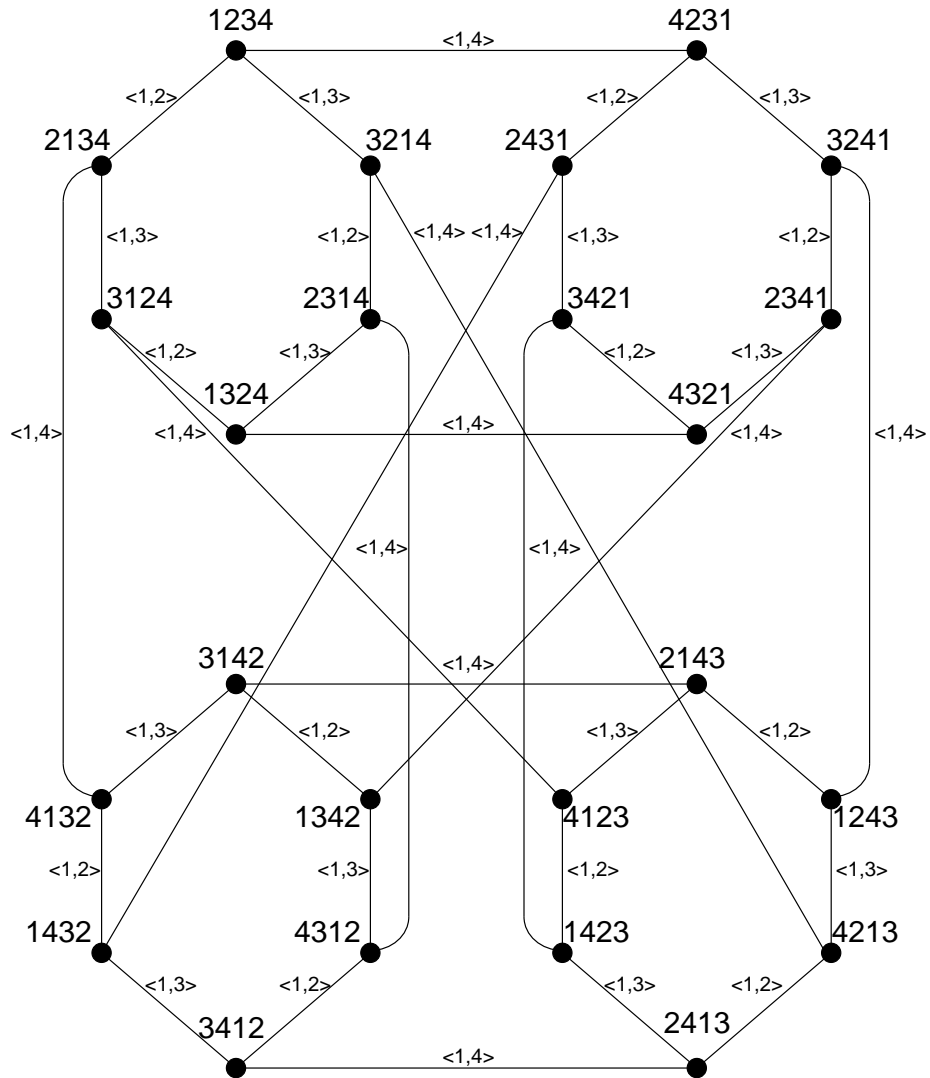 1234 4231
<1,4>
<1,2> <1,3> <1,2> <1,3>
2134 3214 2431 3241
<1,3> <1,2> <1,4> <1,4> <1,3> <1,2>
3124 2314 3421 2341
<1,2> <1,3> <1,2> <1,3>
1324 4321
<1,4> <1,4> <1,4> <1,4> <1,4>
<1,4> <1,4>
3142 2143
<1,4>
<1,3> <1,2> <1,3> <1,2>
4132 1342 4123 1243
<1,2> <1,3> <1,2> <1,3>
1432 4312 1423 4213
<1,3> <1,2> <1,3> <1,2>
3412 2413
<1,4>